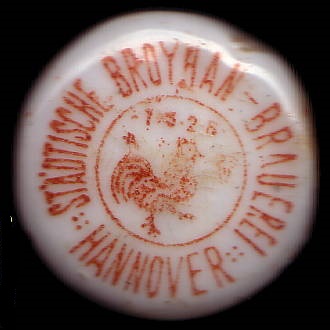 STÄDTISCHE BROYHAN-BRAUEREI
1526
HANNOVER